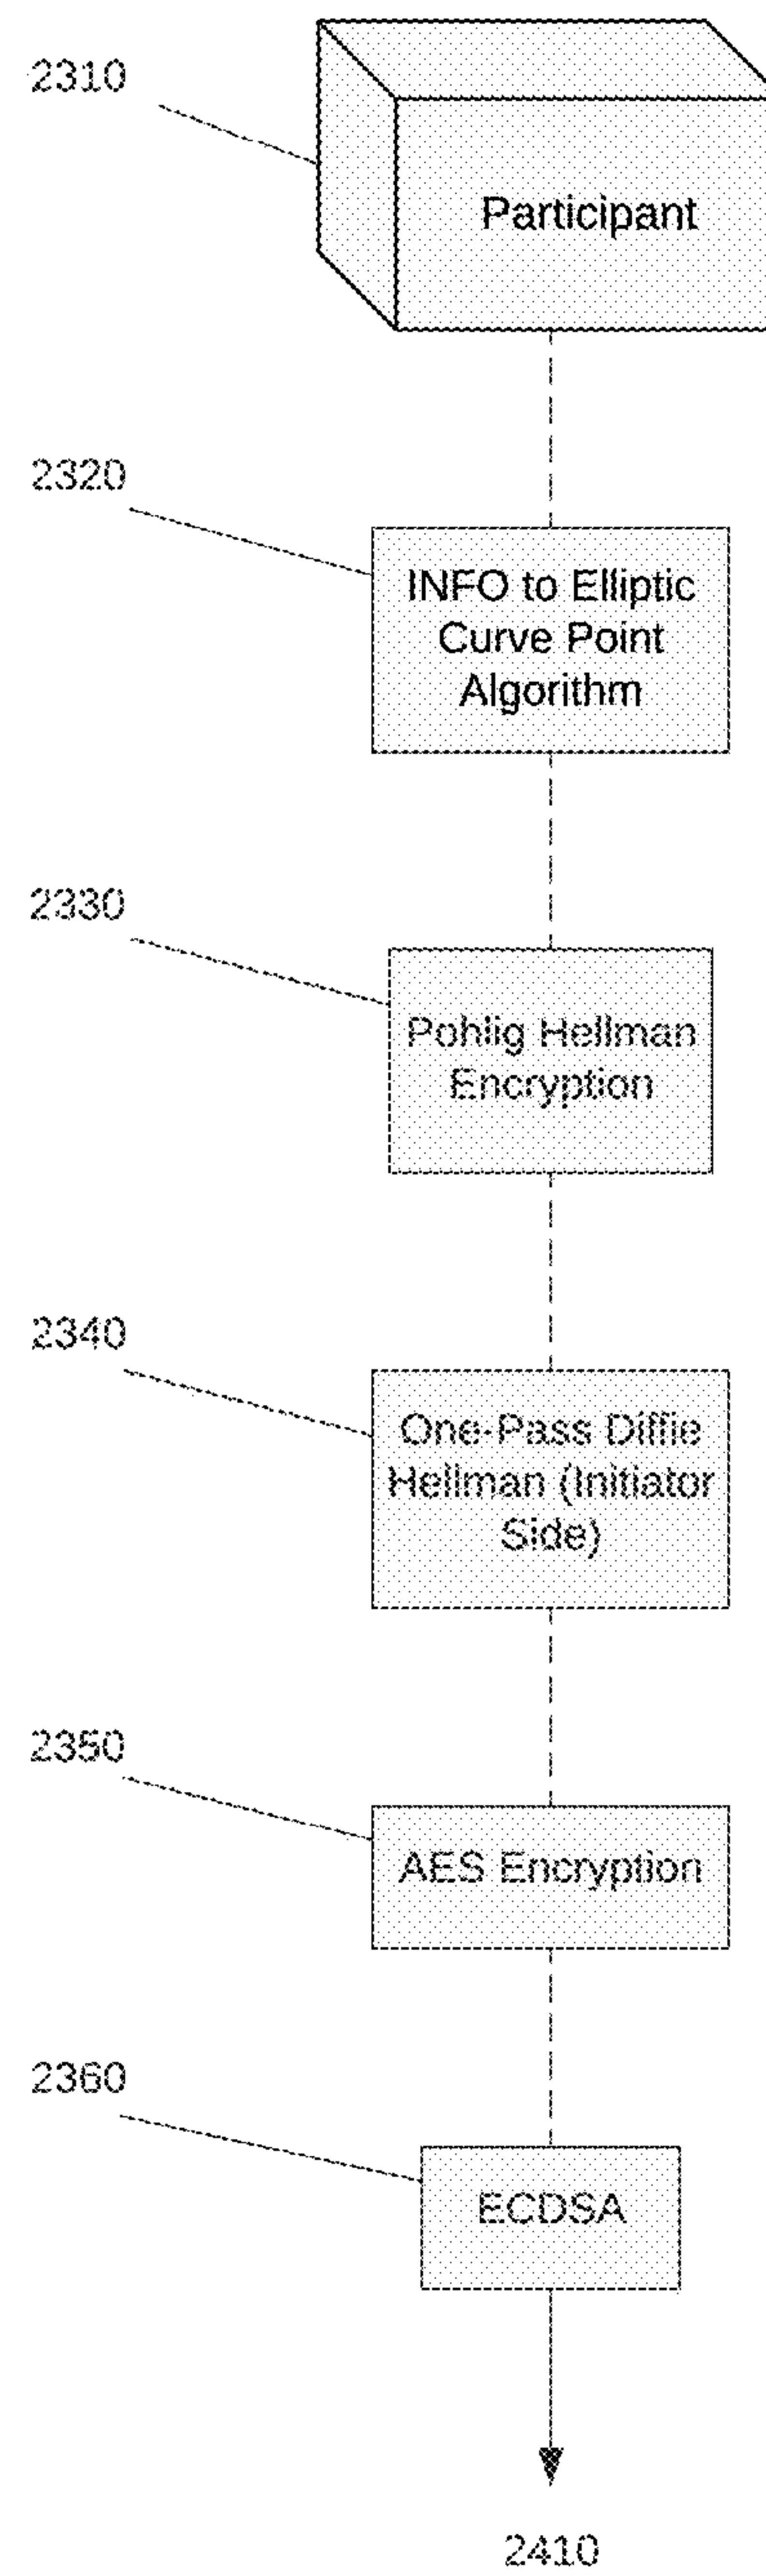 2310
Participant
2320
INFO to Elliptic
Curve Point
Algorithm
2330
Pohlig Hellman
Encryption
2340
One-Pass Diffie
Hellman (Initiator
Side)
2350
AES Encryption
2360
ECDSA
2410